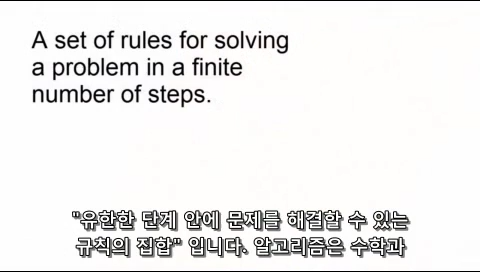 A set of rules for solving
a problem in a finite
number of steps.
"유한한 단계 안에 문제를 해결할 수 있는
규칙의 집합" 입니다. 알고리즘은 수학과